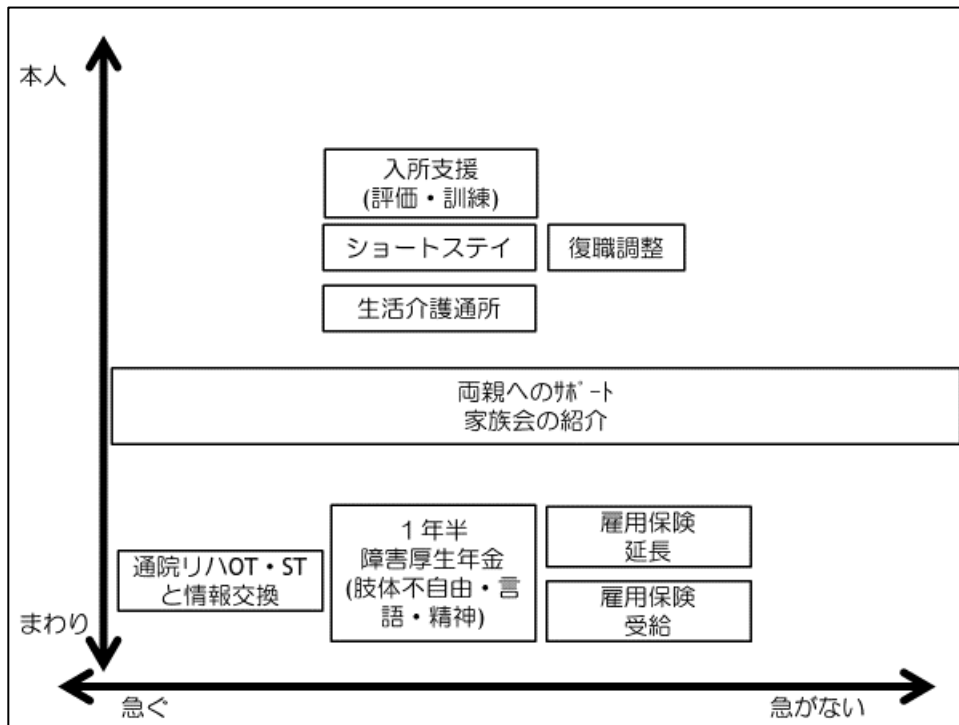 本人
入所支援
(評価・訓練)
ショートステイ
復職調整
生活介護通所
両親へのｻﾎﾟｰﾄ
家族会の紹介
１年半
障害厚生年金
(肢体不自由・言
語・精神)
雇用保険
延長
通院リハOT・ST
と情報交換
雇用保険
受給
まわり
急ぐ
急がない